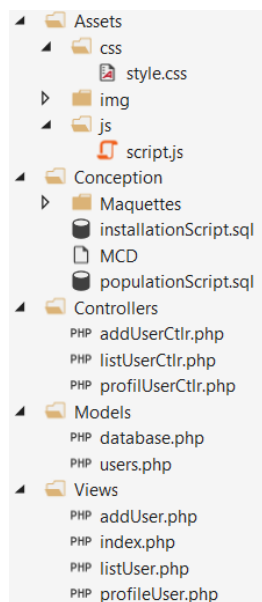 Assets
css
style.css
img
js
script.js
Conception
Maquettes
installationScript.sql
MCD
populationScript.sql
Controllers
PHP addUserCtlr.php
PHP listUserCtlr.php
PHP profilUserCtlr.php
Models
PHP database.php
PHP users.php
Views
PHP addUser.php
PHP index.php
PHP listUser.php
PHP profileUser.php